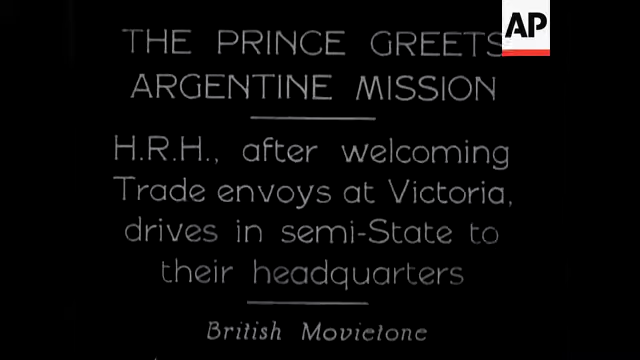 AP
THE PRINCE GREETS
ARGENTINE MISSION
H.R.H., after welcoming
Trade envoys at Victoria,
drives in semi-State to
their headquarters
British Movietone